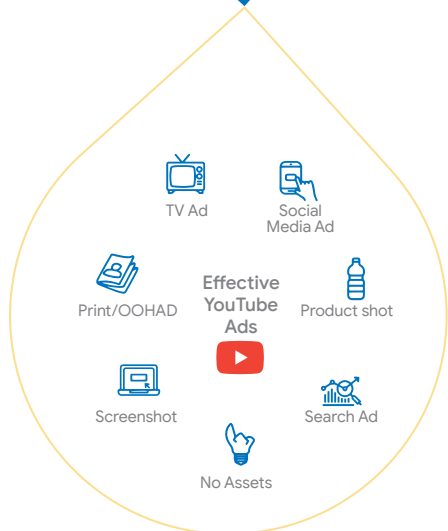 TV Ad
Social
Media Ad
Print/OOHAD
Effective
YouTube
Ads
Product shot
Screenshot
Search Ad
No Assets